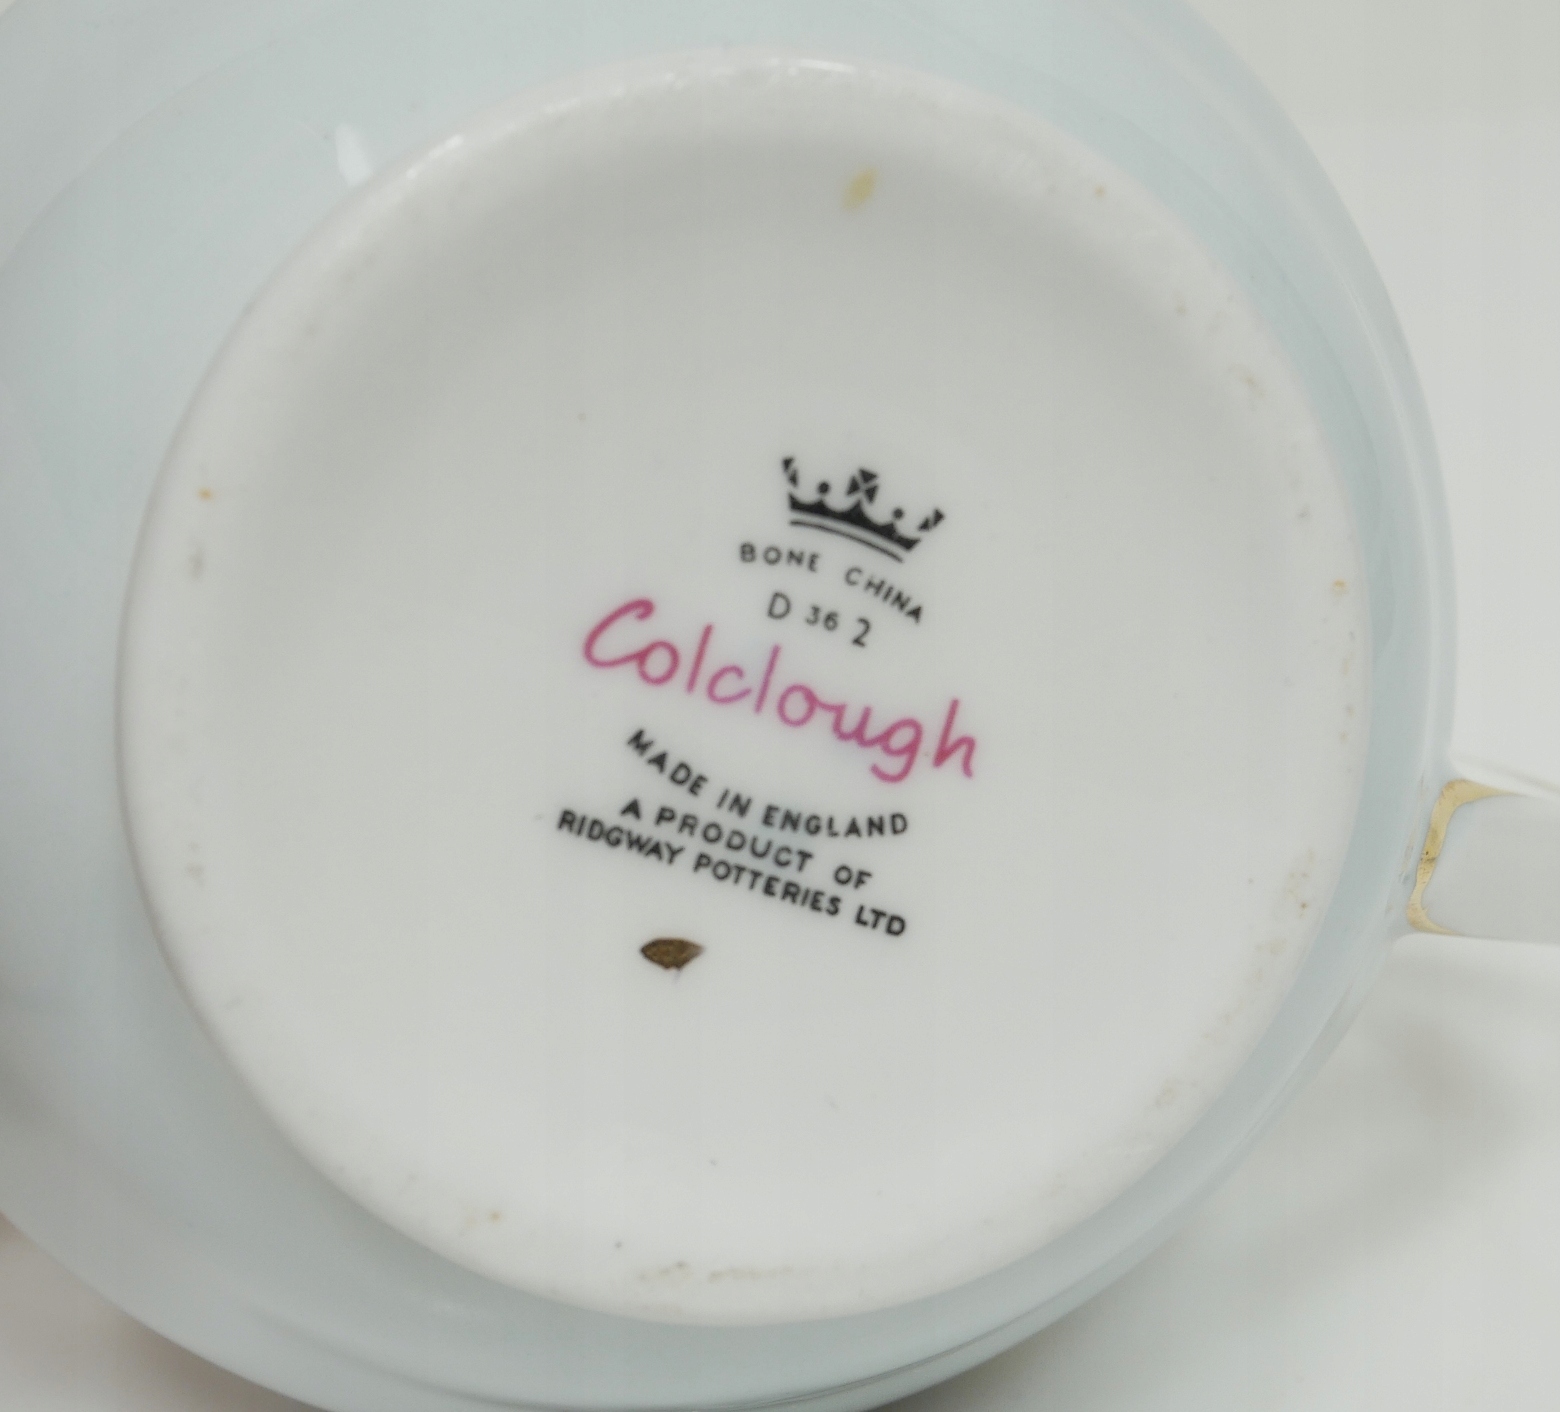 BONE CHINA
D 36 2
Colclough
MADE IN ENGLAND
A PRODUCT OF
RIDGWAY POTTERIES LTD